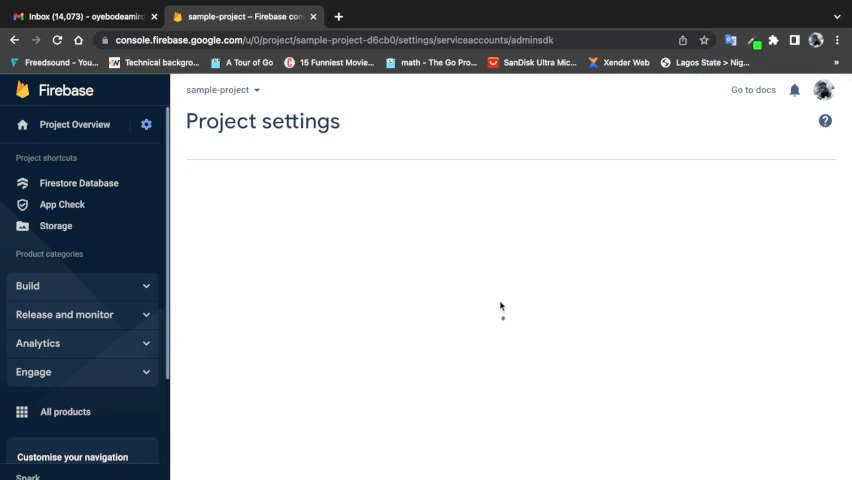 Inbox (14,073) - oyebodeamird
sample-project – Firebase con
console.firebase.google.com/u/0/project/sample-project-d6cb0/settings/serviceaccounts/adminsdk
Freedsound - You...
Technical backgro...
A Tour of Go
15 Funniest Movie...
math - The Go Pro...
SanDisk Ultra Mic...
Xender Web
Lagos State > Nig...
»
Firebase
sample-project
Go to docs
Project Overview
Project settings
Project shortcuts
Firestore Database
App Check
Storage
Product categories
Build
Release and monitor
Analytics
Engage
All products
Customise your navigation
Spark